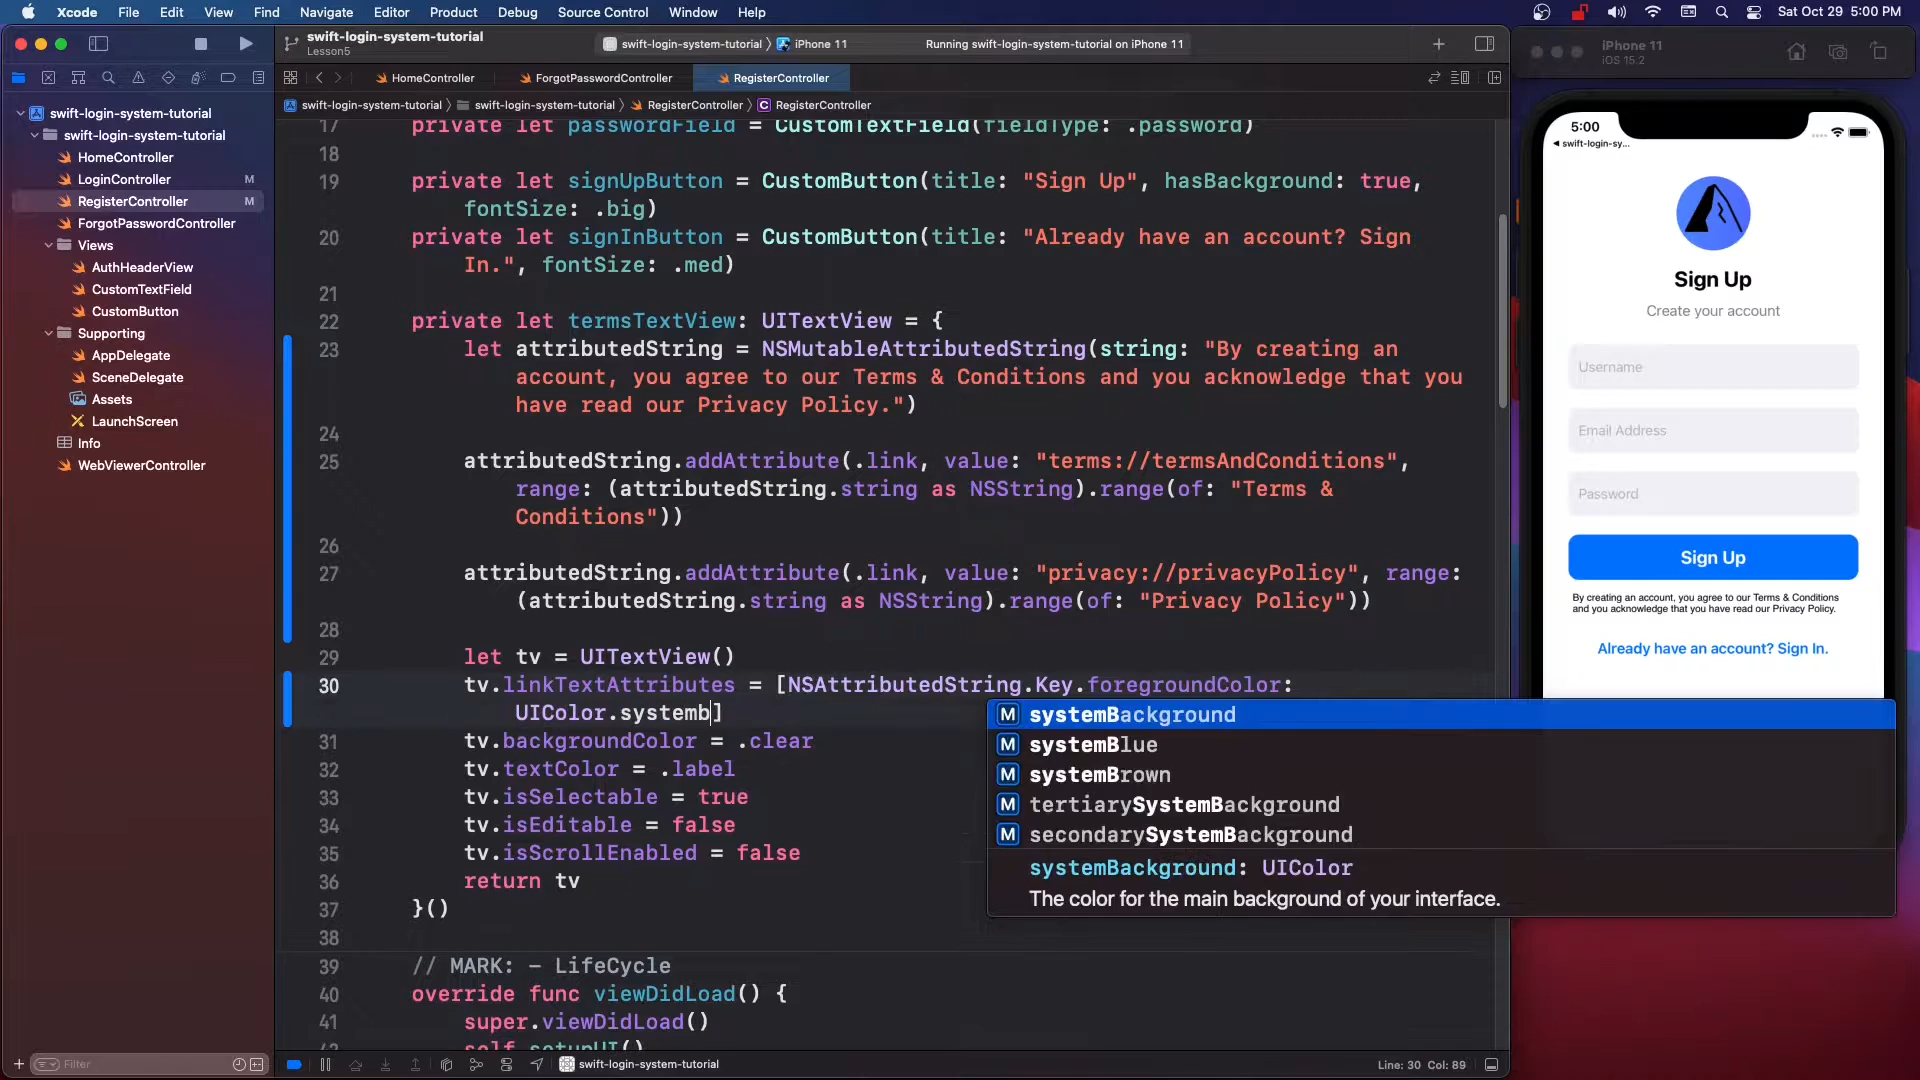 Xcode File Edit View Find Navigate Editor Product Debug Source Control Window Help
Sat Oct 29 5:00 PM
swift-login-system-tutorial
Lesson5
swift-login-system-tutorial 〉 iPhone 11
Running swift-login-system-tutorial on iPhone 11
HomeController
ForgotPasswordController
RegisterController
swift-login-system-tutorial 〉 swift-login-system-tutorial 〉 RegisterController 〉 C RegisterController
swift-login-system-tutorial
swift-login-system-tutorial
HomeController
LoginController M
RegisterController M
ForgotPasswordController
Views
AuthHeaderView
CustomTextField
CustomButton
Supporting
AppDelegate
SceneDelegate
Assets
LaunchScreen
Info
WebViewerController
Filter
17 private let passwordField = CustomTextField(fieldType: .password)
18
19 private let signUpButton = CustomButton(title: "Sign Up", hasBackground: true,
fontSize: .big)
20 private let signInButton = CustomButton(title: "Already have an account? Sign
In.", fontSize: .med)
21
22 private let termsTextView: UITextView = {
23 let attributedString = NSMutableAttributedString(string: "By creating an
account, you agree to our Terms & Conditions and you acknowledge that you
have read our Privacy Policy.")
24
25 attributedString.addAttribute(.link, value: "terms://termsAndConditions",
range: (attributedString.string as NSString).range(of: "Terms &
Conditions"))
26
27 attributedString.addAttribute(.link, value: "privacy://privacyPolicy", range:
(attributedString.string as NSString).range(of: "Privacy Policy"))
28
29 let tv = UITextView()
30 tv.linkTextAttributes = [NSAttributedString.Key.foregroundColor:
UIColor.systemb]
31 tv.backgroundColor = .clear
32 tv.textColor = .label
33 tv.isSelectable = true
34 tv.isEditable = false
35 tv.isScrollEnabled = false
36 return tv
37 }()
38
39 // MARK: - LifeCycle
40 override func viewDidLoad() {
41 super.viewDidLoad()
42 self.setupUI()
M systemBackground
M systemBlue
M systemBrown
M tertiarySystemBackground
M secondarySystemBackground
systemBackground: UIColor
The color for the main background of your interface.
swift-login-system-tutorial
Line: 30 Col: 89
iPhone 11
iOS 15.2
5:00
swift-login-sy...
Sign Up
Create your account
Username
Email Address
Password
Sign Up
By creating an account, you agree to our Terms & Conditions
and you acknowledge that you have read our Privacy Policy.
Already have an account? Sign In.